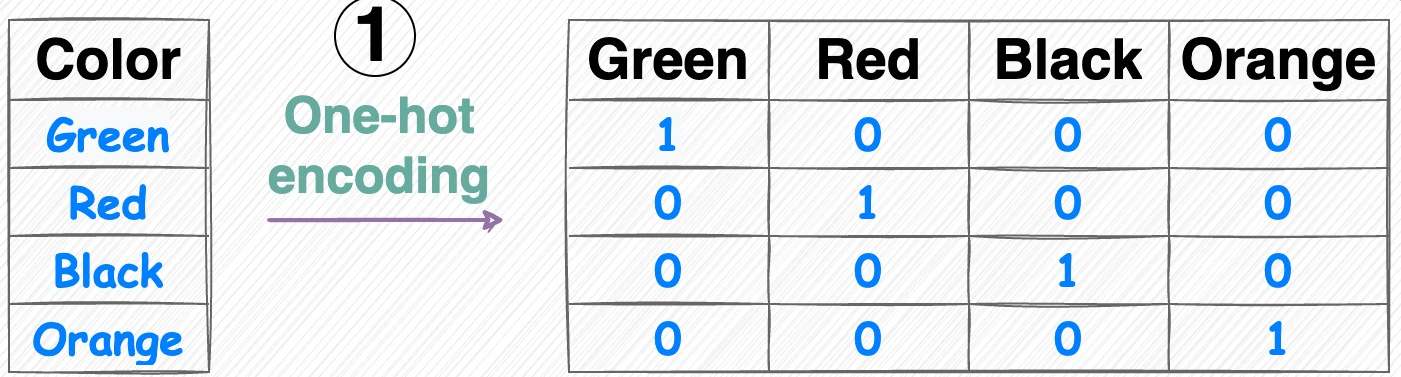 Color
Green
Red
Black
Orange
1
One-hot
encoding
Green Red Black Orange
1 0 0 0
0 1 0 0
0 0 1 0
0 0 0 1